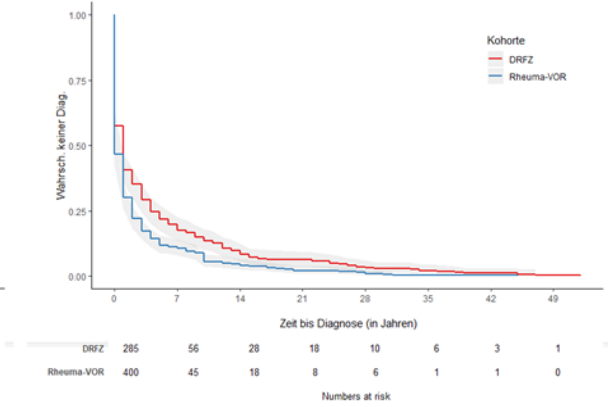 Kohorte
DRFZ
Rheuma-VOR
Wahrsch. keiner Diag.
1.00
0.75
0.50
0.25
0.00
0 7 14 21 28 35 42 49
Zeit bis Diagnose (in Jahren)
DRFZ 285 56 28 18 10 6 3 1
Rheuma-VOR 400 45 18 8 6 1 1 0
Numbers at risk